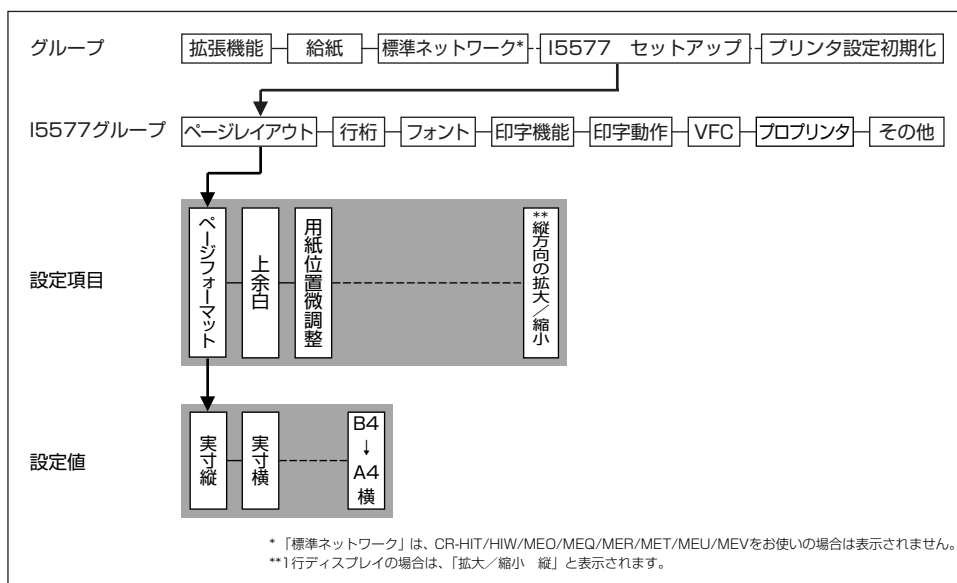 グループ 拡張機能 給紙 標準ネットワーク* I5577 セットアップ プリンタ設定初期化
I5577グループ ページレイアウト 行桁 フォント 印字機能 印字動作 VFC プロプリンタ その他
設定項目 ページフォーマット 上余白 用紙位置微調整 **縦方向の拡大/縮小
設定値 実寸縦 実寸横 B4→A4横
*「標準ネットワーク」は、CR-HIT/HIW/MEO/MEQ/MER/MET/MEU/MEVをお使いの場合は表示されません。
**1行ディスプレイの場合は、「拡大/縮小 縦」と表示されます。